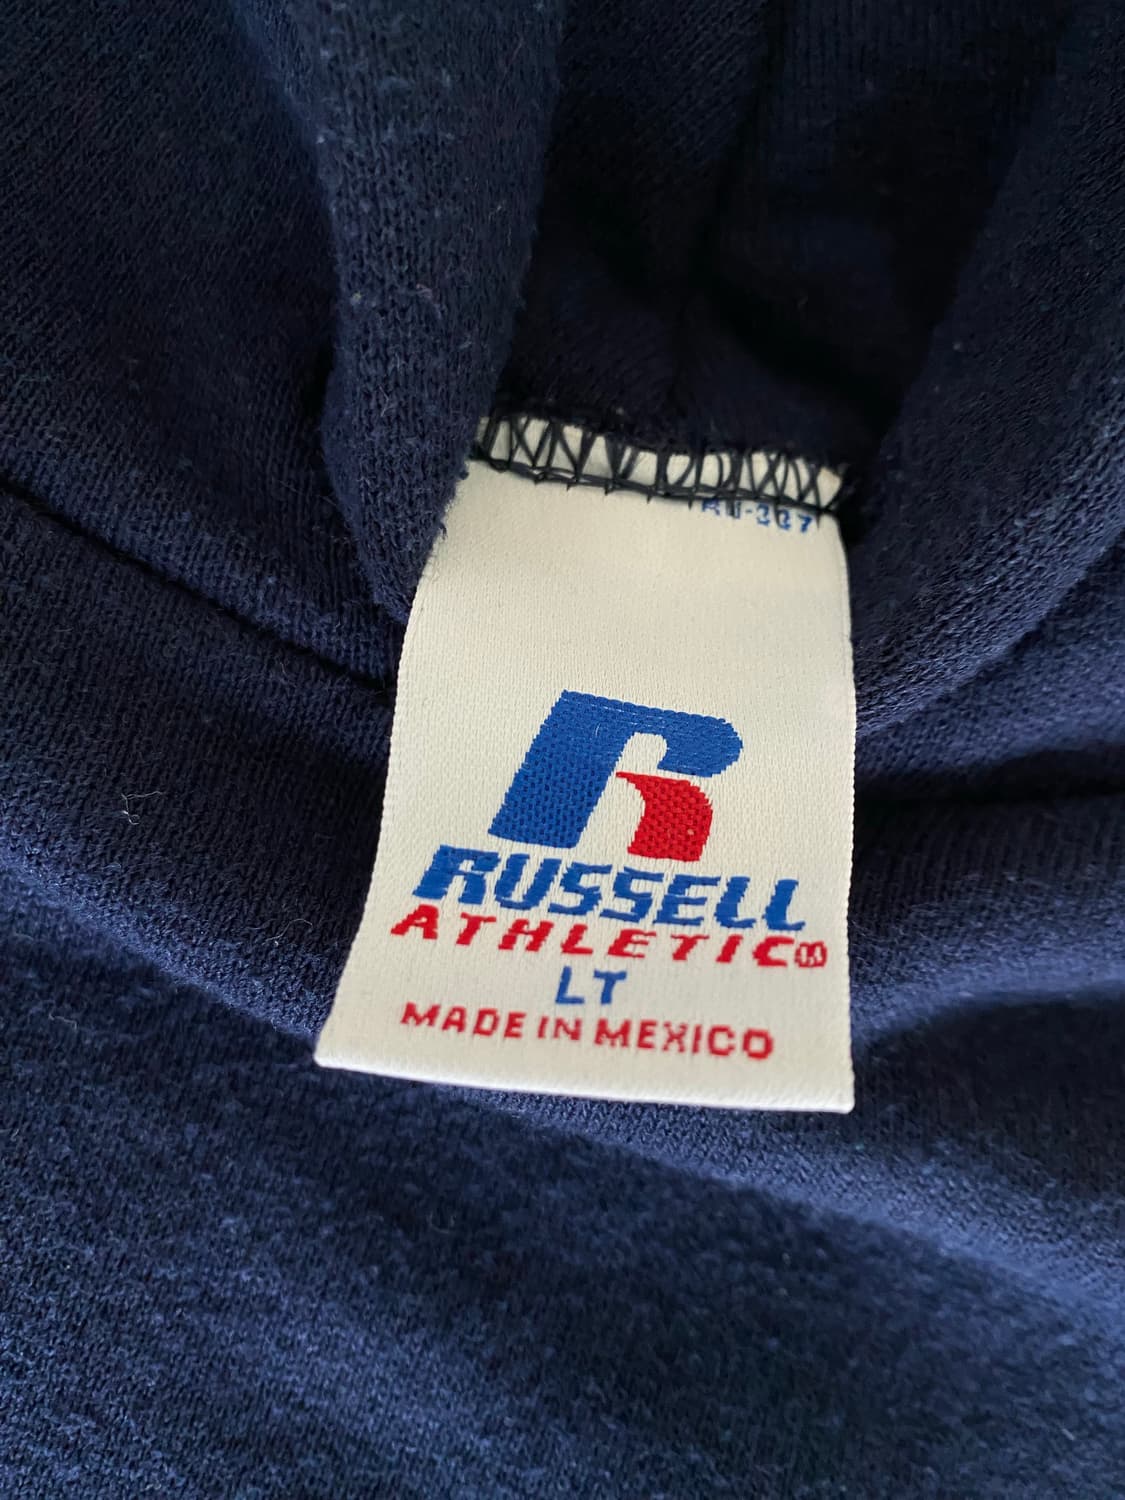 RUSSELL
ATHLETIC®
LT
MADE IN MEXICO